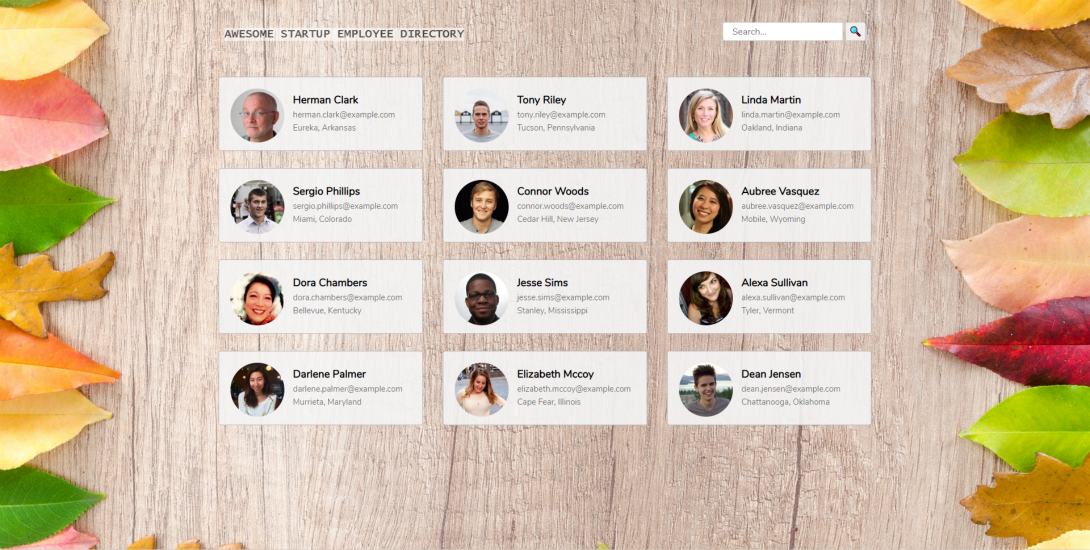 AWESOME STARTUP EMPLOYEE DIRECTORY
Search...
Herman Clark
herman.clark@example.com
Eureka, Arkansas
Tony Riley
tony.riley@example.com
Tucson, Pennsylvania
Linda Martin
linda.martin@example.com
Oakland, Indiana
Sergio Phillips
sergio.phillips@example.com
Miami, Colorado
Connor Woods
connor.woods@example.com
Cedar Hill, New Jersey
Aubree Vasquez
aubree.vasquez@example.com
Mobile, Wyoming
Dora Chambers
dora.chambers@example.com
Bellevue, Kentucky
Jesse Sims
jesse.sims@example.com
Stanley, Mississippi
Alexa Sullivan
alexa.sullivan@example.com
Tyler, Vermont
Darlene Palmer
darlene.palmer@example.com
Murrieta, Maryland
Elizabeth Mccoy
elizabeth.mccoy@example.com
Cape Fear, Illinois
Dean Jensen
dean.jensen@example.com
Chattanooga, Oklahoma